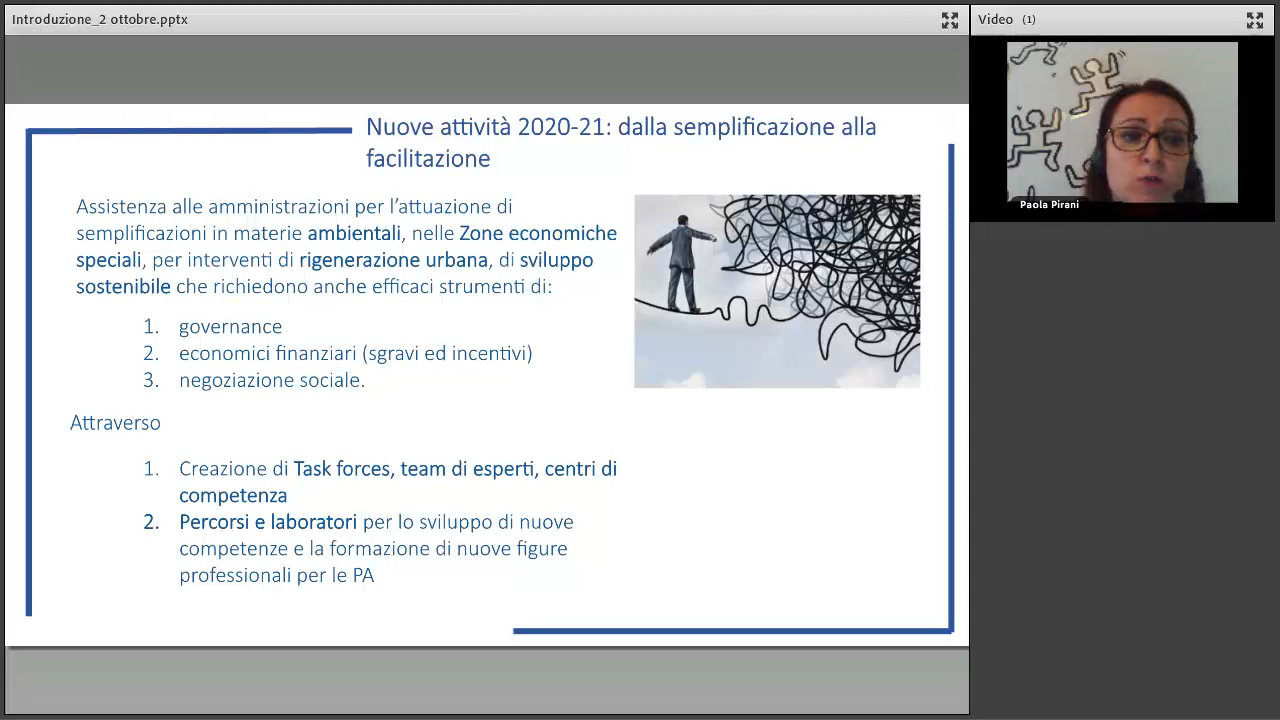 Introduzione_2 ottobre.pptx
Video (1)
Paola Pirani
Nuove attività 2020-21: dalla semplificazione alla
facilitazione
Assistenza alle amministrazioni per l'attuazione di
semplificazioni in materie ambientali, nelle Zone economiche
speciali, per interventi di rigenerazione urbana, di sviluppo
sostenibile che richiedono anche efficaci strumenti di:
1. governance
2. economici finanziari (sgravi ed incentivi)
3. negoziazione sociale.
Attraverso
1. Creazione di Task forces, team di esperti, centri di
competenza
2. Percorsi e laboratori per lo sviluppo di nuove
competenze e la formazione di nuove figure
professionali per le PA